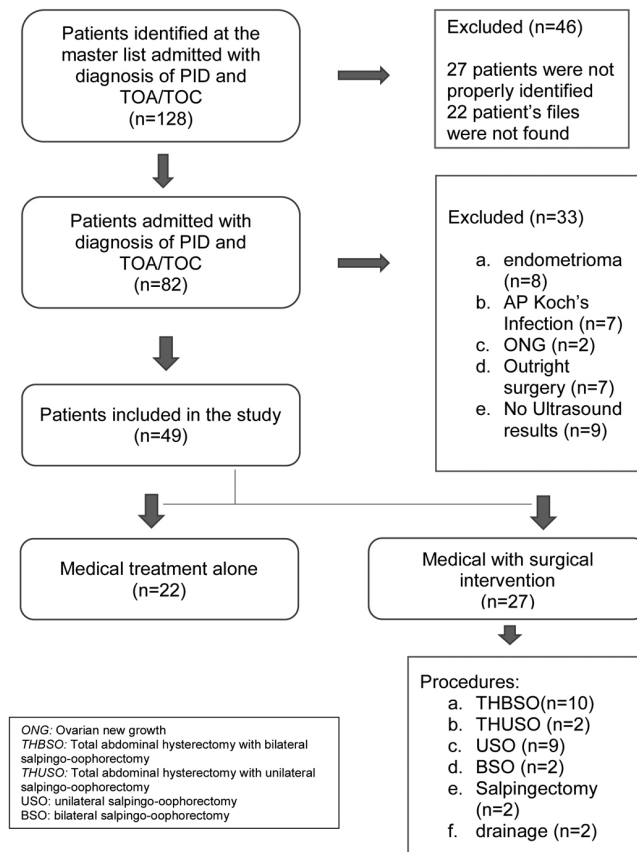 Patients identified at the
master list admitted with
diagnosis of PID and
TOA/TOC
(n=128)
Excluded (n=46)
27 patients were not
properly identified
22 patient's files
were not found
Patients admitted with
diagnosis of PID and
TOA/TOC
(n=82)
Excluded (n=33)
a. endometrioma
(n=8)
b. AP Koch's
Infection (n=7)
c. ONG (n=2)
d. Outright
surgery (n=7)
e. No Ultrasound
results (n=9)
Patients included in the study
(n=49)
Medical treatment alone
(n=22)
Medical with surgical
intervention
(n=27)
Procedures:
a. THBSO(n=10)
b. THUSO (n=2)
c. USO (n=9)
d. BSO (n=2)
e. Salpingectomy
(n=2)
f. drainage (n=2)
ONG: Ovarian new growth
THBSO: Total abdominal hysterectomy with bilateral
salpingo-oophorectomy
THUSO: Total abdominal hysterectomy with unilateral
salpingo-oophorectomy
USO: unilateral salpingo-oophorectomy
BSO: bilateral salpingo-oophorectomy